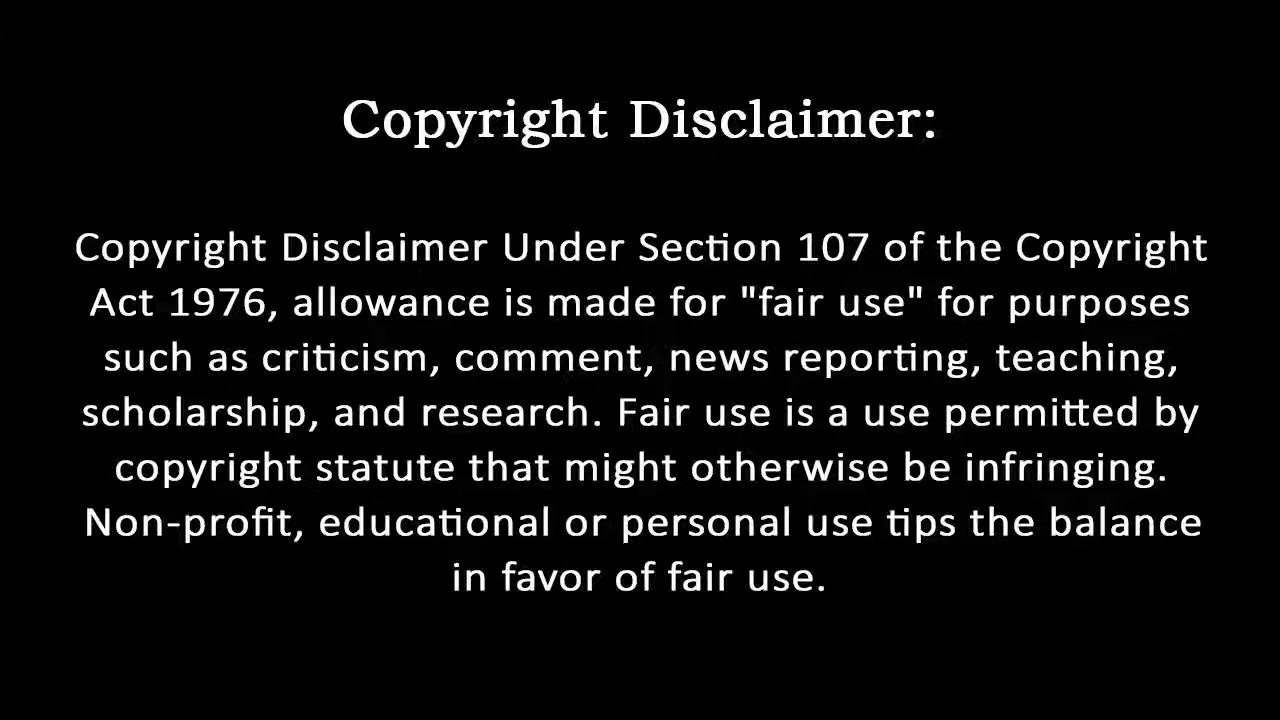 Copyright Disclaimer:
Copyright Disclaimer Under Section 107 of the Copyright
Act 1976, allowance is made for "fair use" for purposes
such as criticism, comment, news reporting, teaching,
scholarship, and research. Fair use is a use permitted by
copyright statute that might otherwise be infringing.
Non-profit, educational or personal use tips the balance
in favor of fair use.